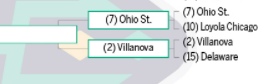 (7) Ohio St.
(2) Villanova
(7) Ohio St.
(10) Loyola Chicago
(2) Villanova
(15) Delaware